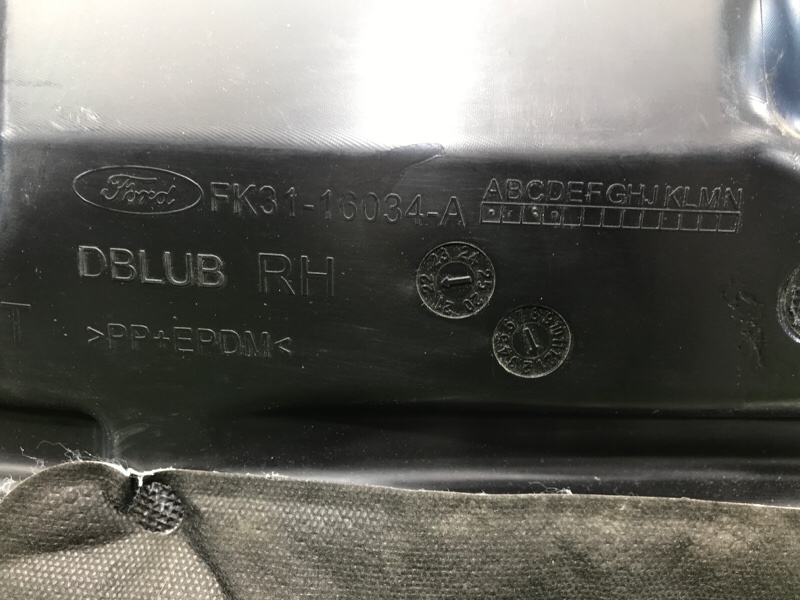 Ford FK31-16034-A ABCDEFGHJKLMN
DBLUB RH
>PP+EPDM<
T